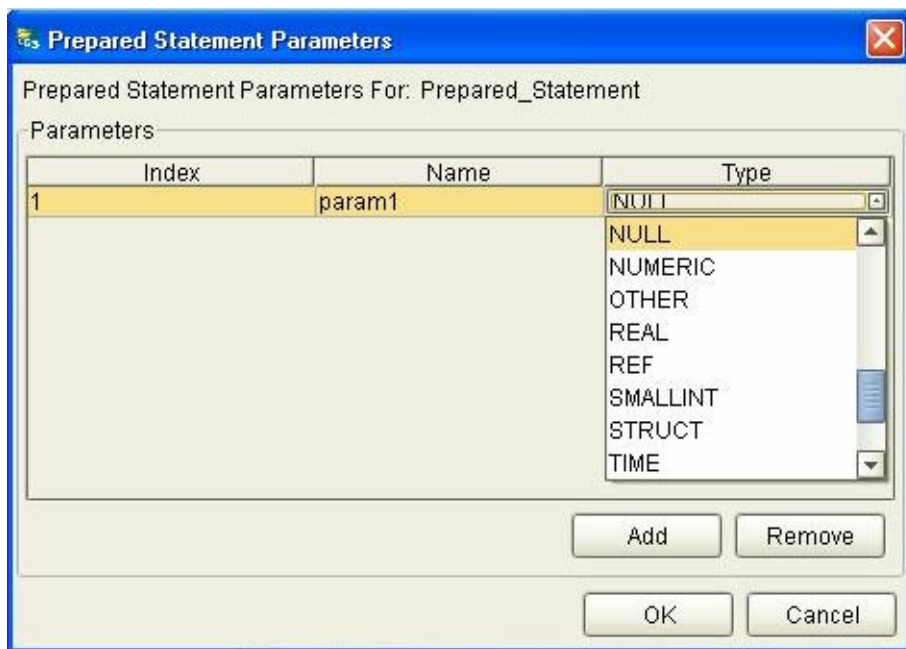 Prepared Statement Parameters
Prepared Statement Parameters For: Prepared_Statement
Parameters
Index Name Type
1 param1 NULL
NULL
NUMERIC
OTHER
REAL
REF
SMALLINT
STRUCT
TIME
Add Remove
OK Cancel